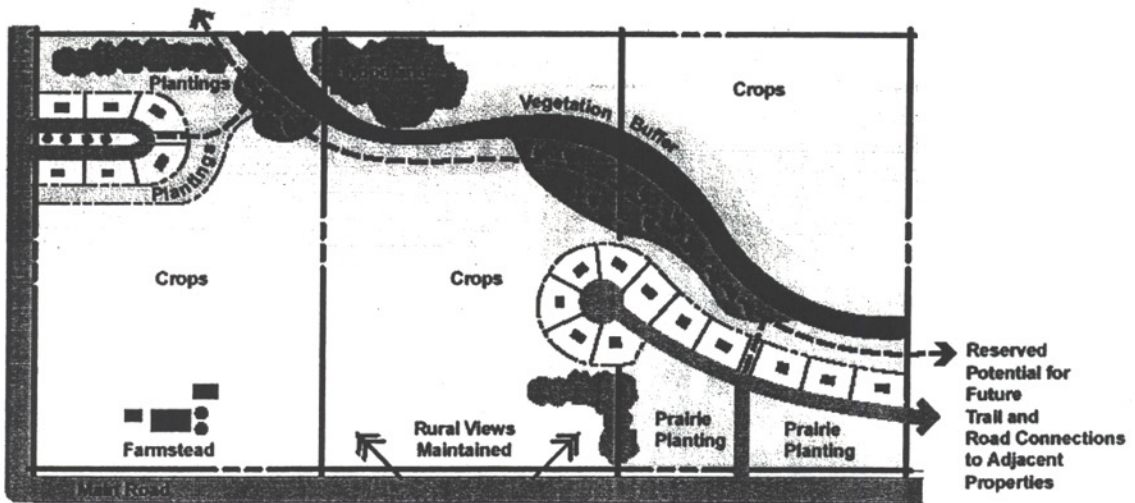 Plantings
Woodland
Crops
Vegetation
Buffer
Plantings
Crops
Crops
Reserved
Potential for
Future
Trail and
Road Connections
to Adjacent
Properties
Rural Views
Maintained
Prairie
Planting
Prairie
Planting
Farmstead
Main Road